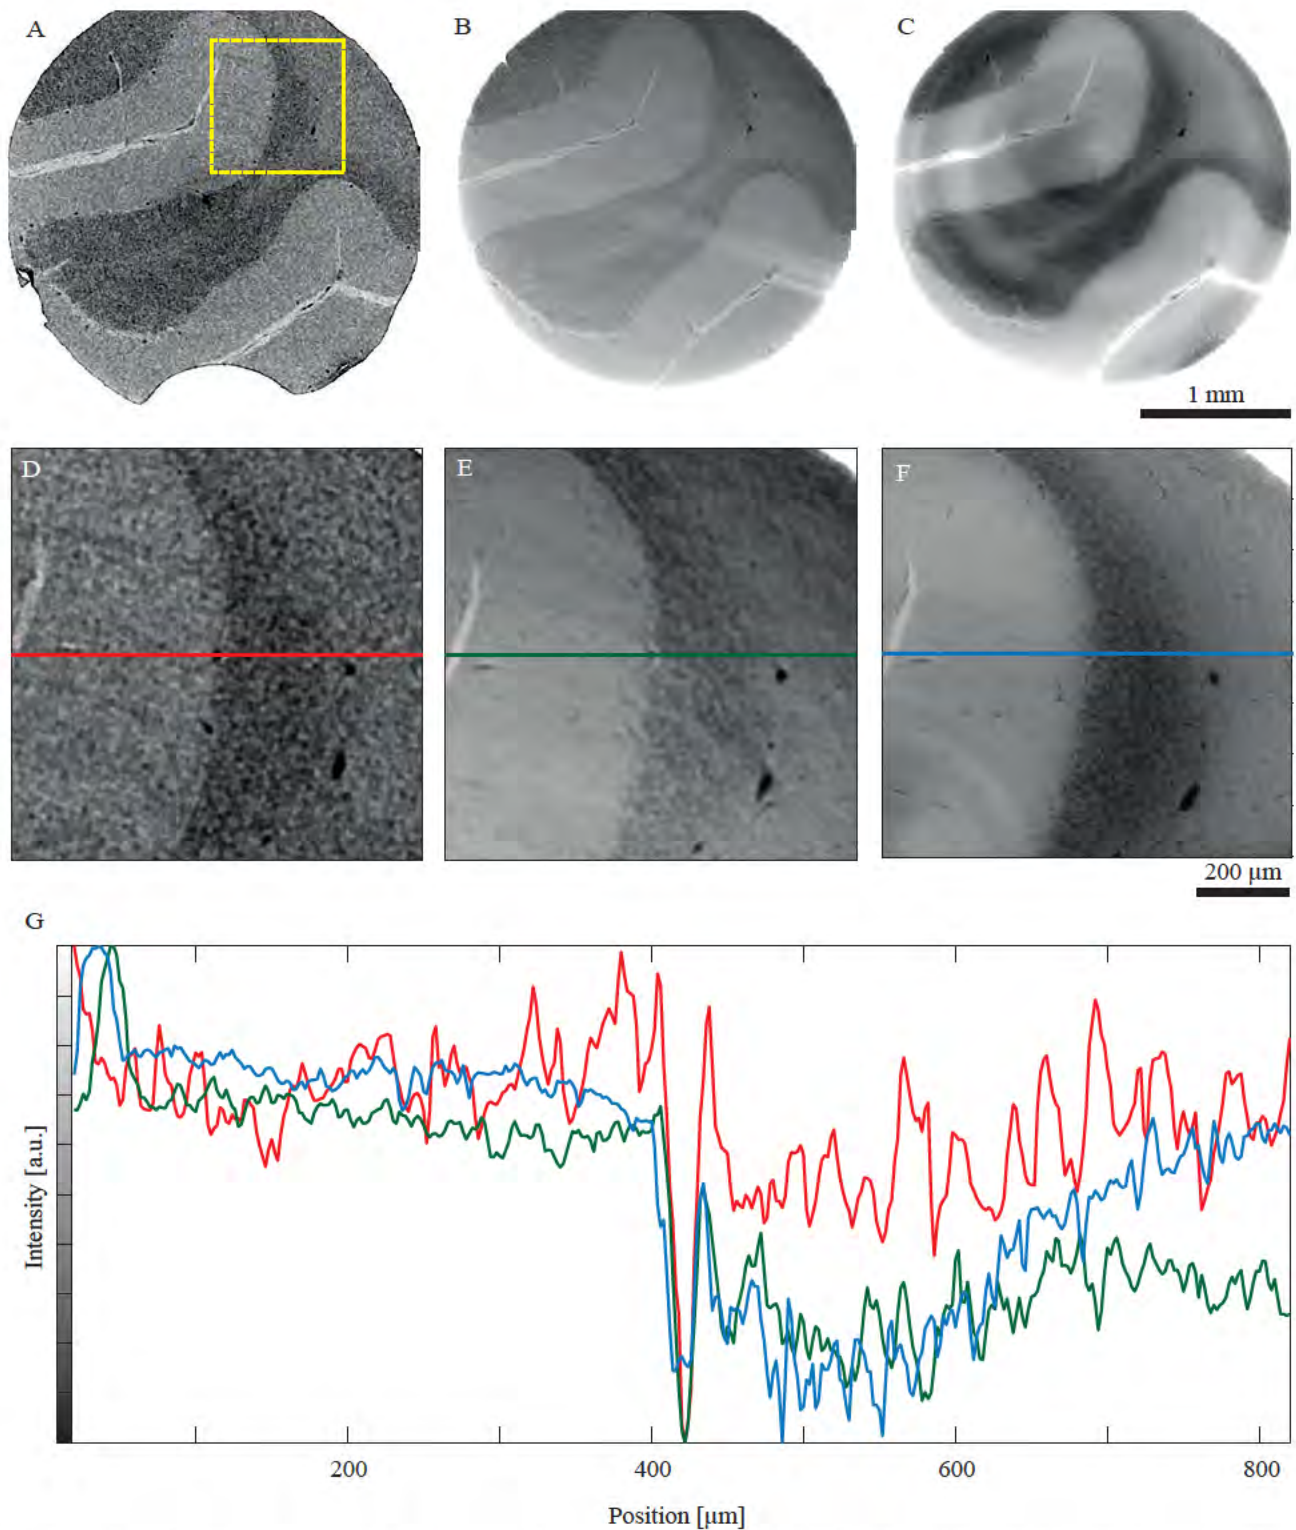 A
B
C
1 mm
D
E
F
200 μm
G
Intensity [a.u.]
200
400
600
800
Position [μm]